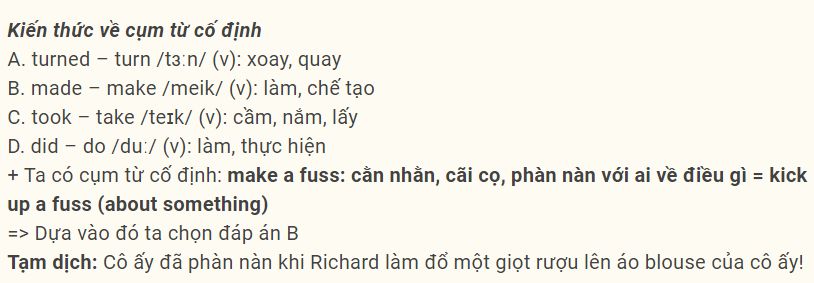 Kiến thức về cụm từ cố định
A. turned – turn /tɜːn/ (v): xoay, quay
B. made – make /meik/ (v): làm, chế tạo
C. took – take /teɪk/ (v): cầm, nắm, lấy
D. did – do /duː/ (v): làm, thực hiện
+ Ta có cụm từ cố định: make a fuss: cằn nhằn, cãi cọ, phàn nàn với ai về điều gì = kick
up a fuss (about something)
=> Dựa vào đó ta chọn đáp án B
Tạm dịch: Cô ấy đã phàn nàn khi Richard làm đổ một giọt rượu lên áo blouse của cô ấy!